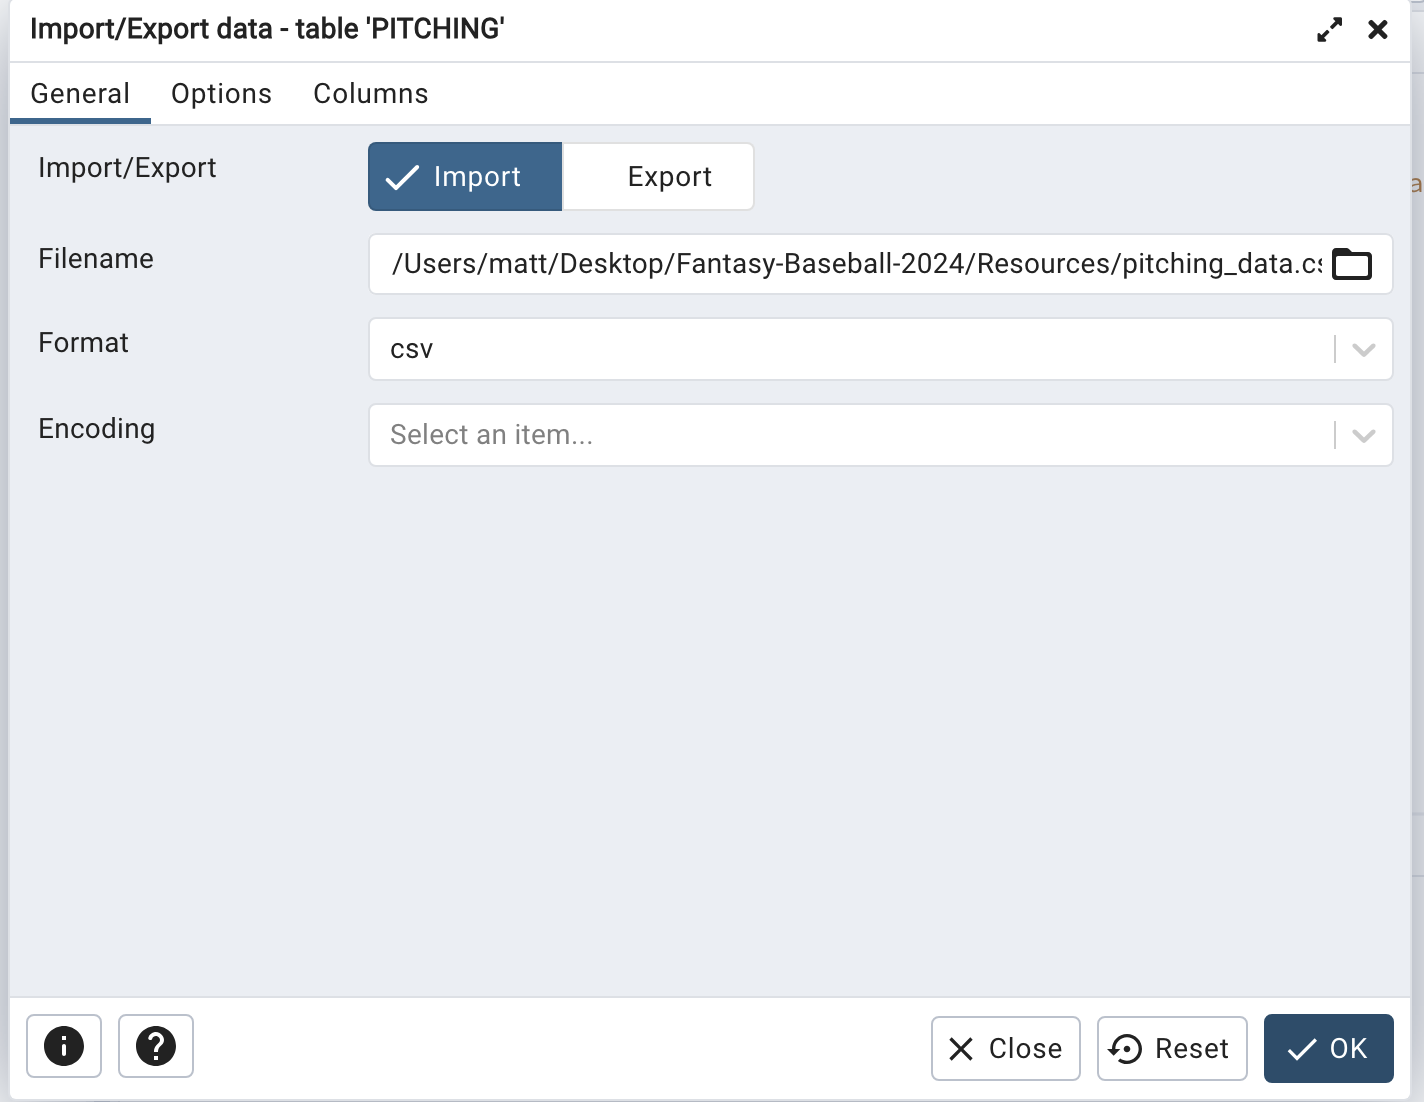 Import/Export data - table 'PITCHING'
General Options Columns
Import/Export Import Export
Filename /Users/matt/Desktop/Fantasy-Baseball-2024/Resources/pitching_data.cs
Format csv
Encoding Select an item...
Close Reset OK